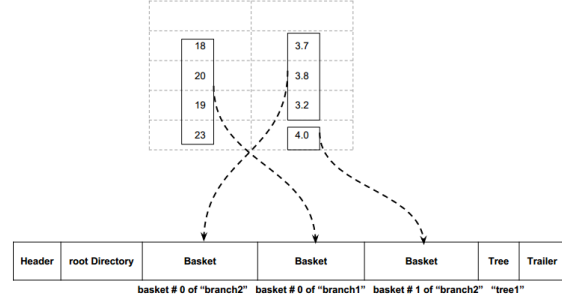 18 3.7
20 3.8
19 3.2
23 4.0
Header root Directory Basket Basket Basket Tree Trailer
basket # 0 of “branch2” basket # 0 of “branch1” basket # 1 of “branch2” “tree1”